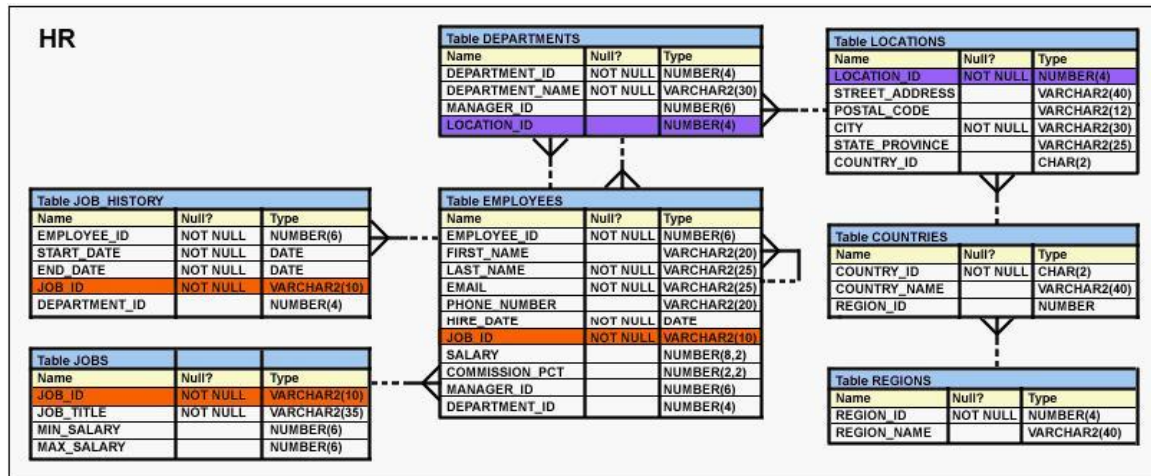 HR
Table DEPARTMENTS
Name Null? Type
DEPARTMENT_ID NOT NULL NUMBER(4)
DEPARTMENT_NAME NOT NULL VARCHAR2(30)
MANAGER_ID NUMBER(6)
LOCATION_ID NUMBER(4)
Table LOCATIONS
Name Null? Type
LOCATION_ID NOT NULL NUMBER(4)
STREET_ADDRESS VARCHAR2(40)
POSTAL_CODE VARCHAR2(12)
CITY NOT NULL VARCHAR2(30)
STATE_PROVINCE VARCHAR2(25)
COUNTRY_ID CHAR(2)
Table JOB_HISTORY
Name Null? Type
EMPLOYEE_ID NOT NULL NUMBER(6)
START_DATE NOT NULL DATE
END_DATE NOT NULL DATE
JOB_ID NOT NULL VARCHAR2(10)
DEPARTMENT_ID NUMBER(4)
Table EMPLOYEES
Name Null? Type
EMPLOYEE_ID NOT NULL NUMBER(6)
FIRST_NAME VARCHAR2(20)
LAST_NAME NOT NULL VARCHAR2(25)
EMAIL NOT NULL VARCHAR2(25)
PHONE_NUMBER VARCHAR2(20)
HIRE_DATE NOT NULL DATE
JOB_ID NOT NULL VARCHAR2(10)
SALARY NUMBER(8,2)
COMMISSION_PCT NUMBER(2,2)
MANAGER_ID NUMBER(6)
DEPARTMENT_ID NUMBER(4)
Table COUNTRIES
Name Null? Type
COUNTRY_ID NOT NULL CHAR(2)
COUNTRY_NAME VARCHAR2(40)
REGION_ID NUMBER
Table JOBS
Name Null? Type
JOB_ID NOT NULL VARCHAR2(10)
JOB_TITLE NOT NULL VARCHAR2(35)
MIN_SALARY NUMBER(6)
MAX_SALARY NUMBER(6)
Table REGIONS
Name Null? Type
REGION_ID NOT NULL NUMBER(4)
REGION_NAME VARCHAR2(40)